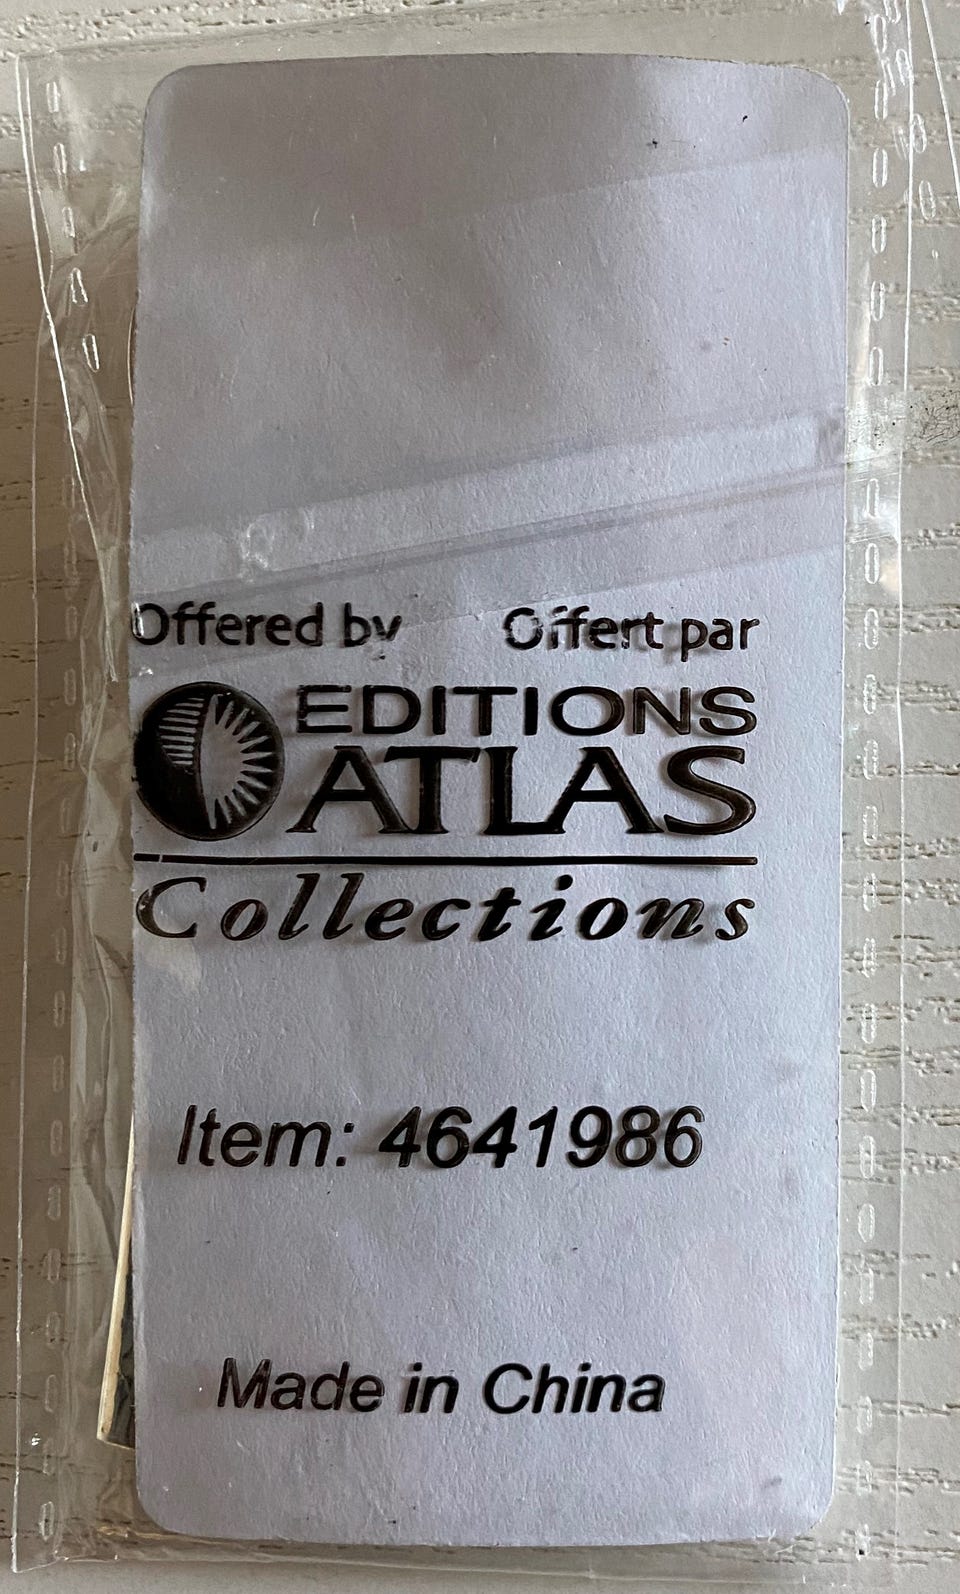 Offered by Offert par
EDITIONS
ATLAS
Collections
Item: 4641986
Made in China